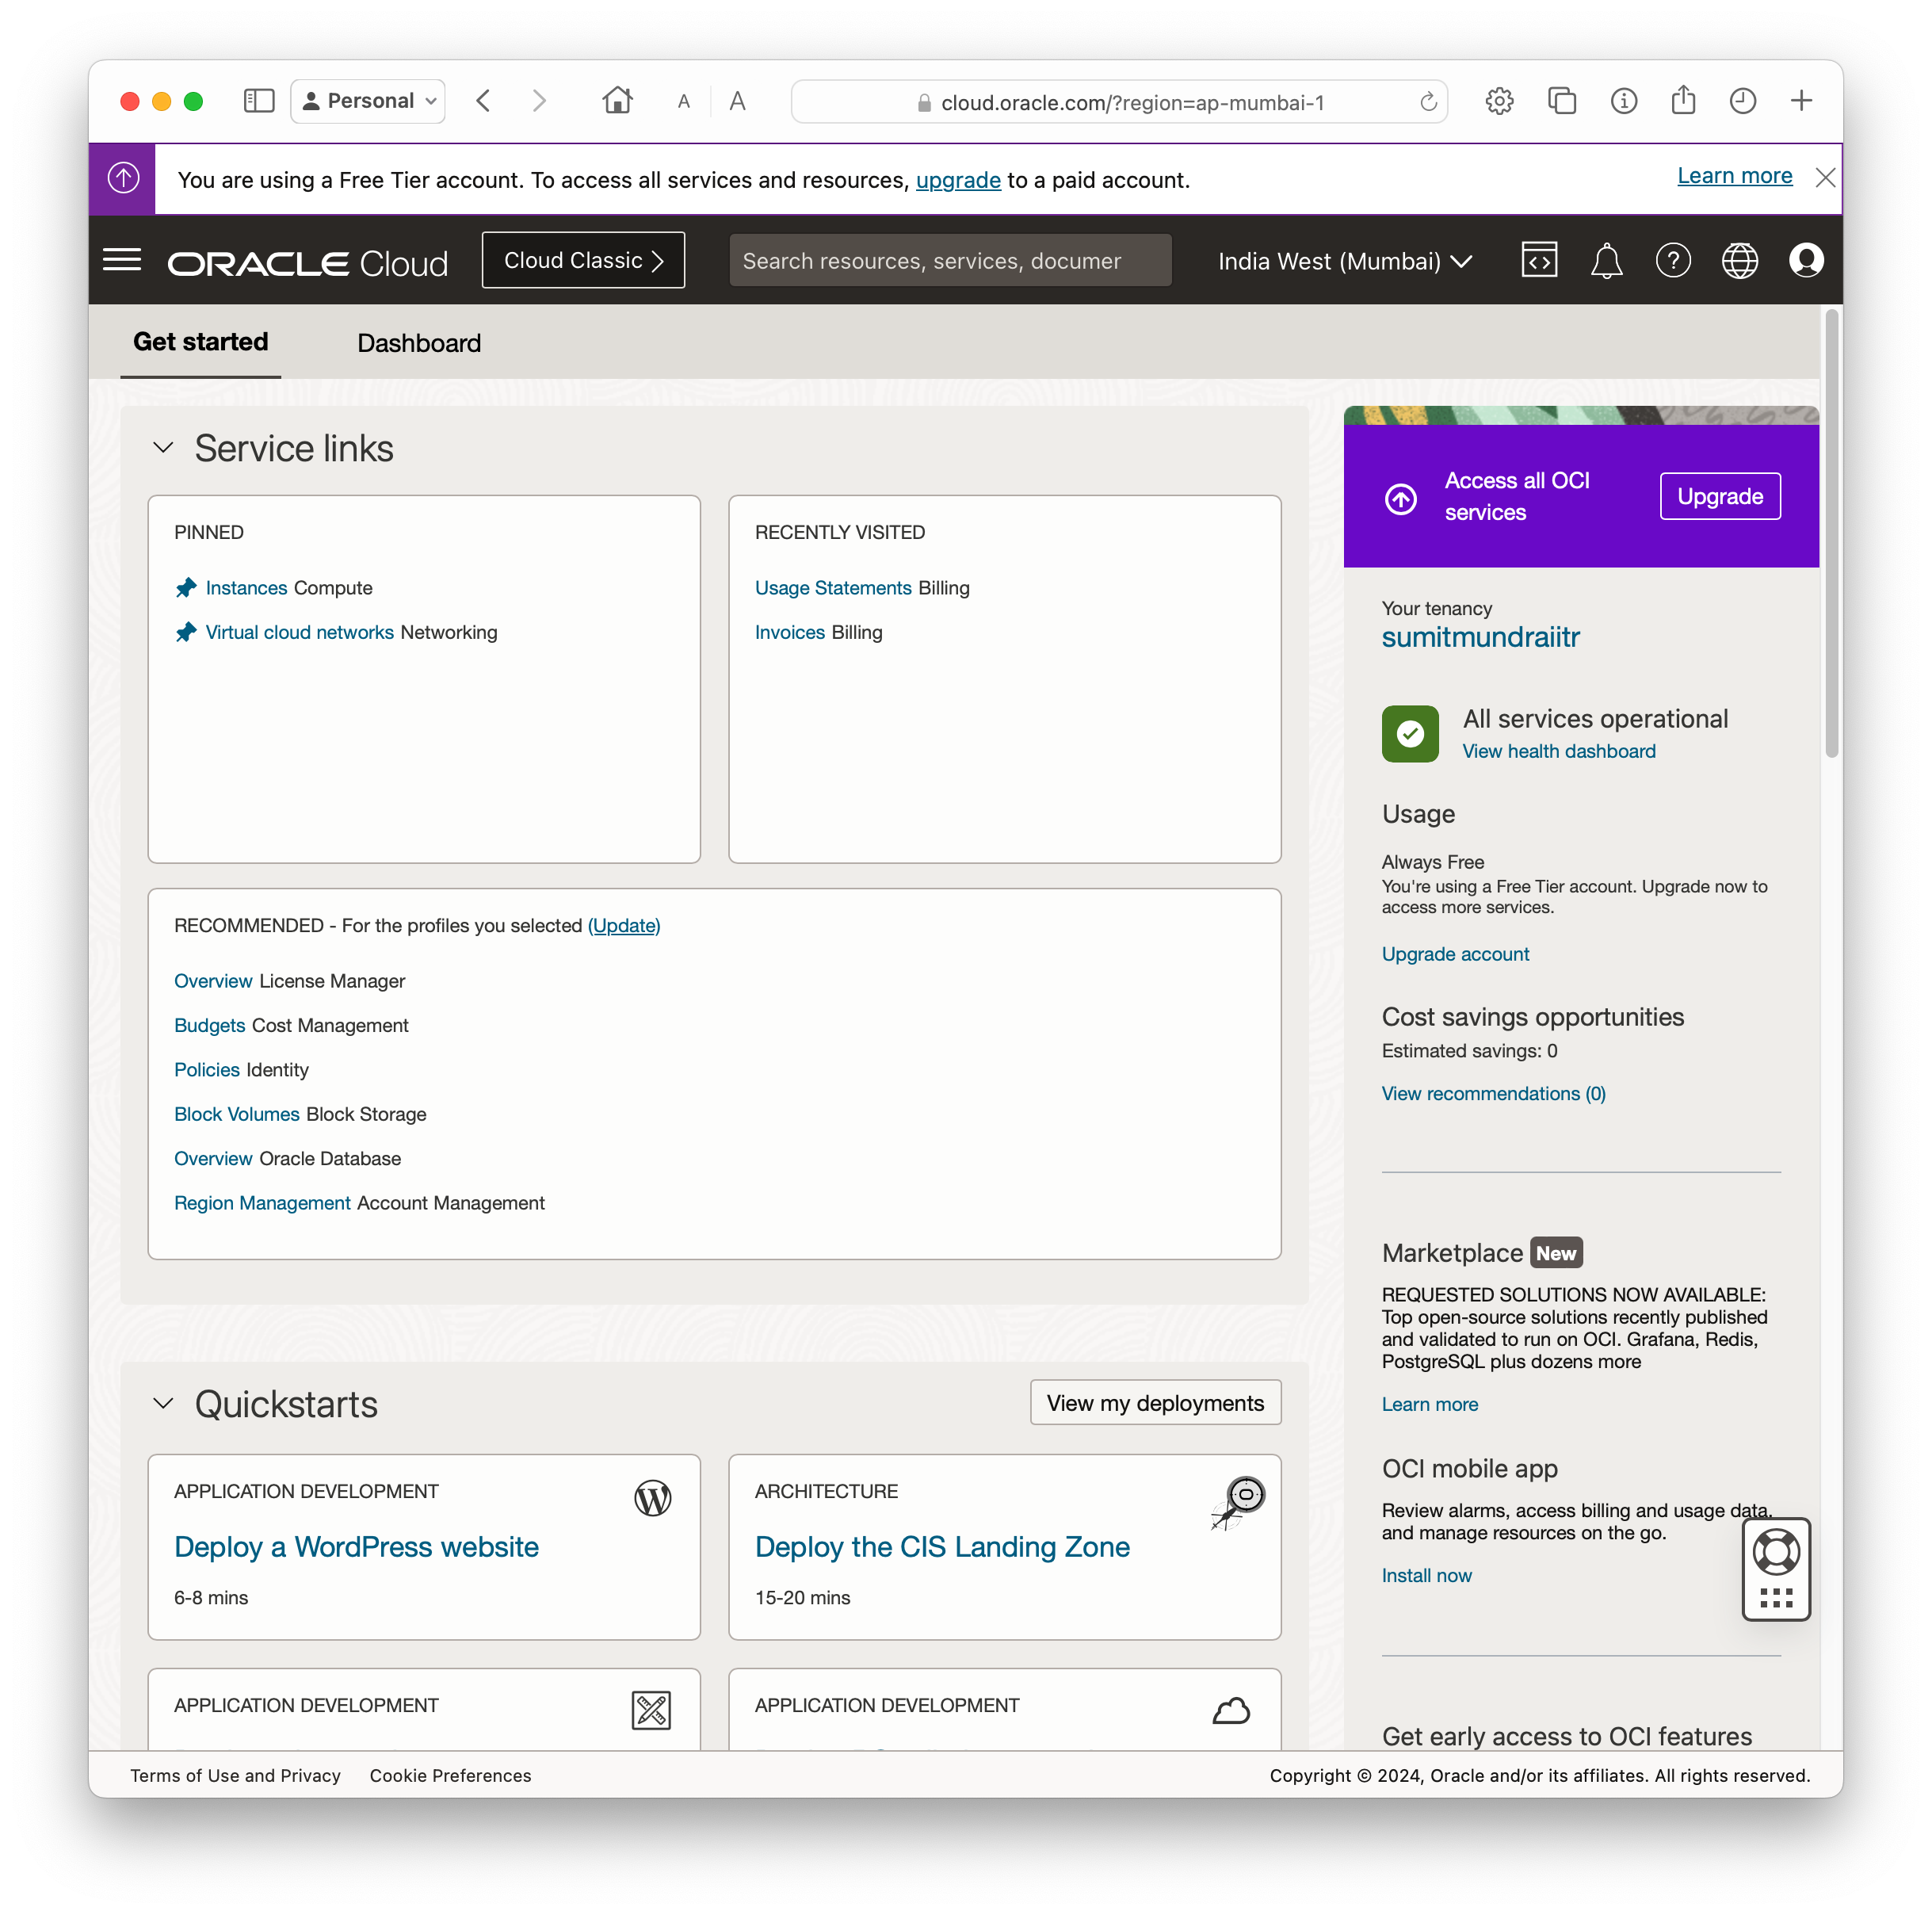 Personal
A A
cloud.oracle.com/?region=ap-mumbai-1
You are using a Free Tier account. To access all services and resources, upgrade to a paid account.
Learn more
ORACLE Cloud
Cloud Classic
Search resources, services, documer
India West (Mumbai)
Get started
Dashboard
Service links
PINNED
Instances Compute
Virtual cloud networks Networking
RECENTLY VISITED
Usage Statements Billing
Invoices Billing
RECOMMENDED - For the profiles you selected (Update)
Overview License Manager
Budgets Cost Management
Policies Identity
Block Volumes Block Storage
Overview Oracle Database
Region Management Account Management
Quickstarts
View my deployments
APPLICATION DEVELOPMENT
Deploy a WordPress website
6-8 mins
ARCHITECTURE
Deploy the CIS Landing Zone
15-20 mins
APPLICATION DEVELOPMENT
APPLICATION DEVELOPMENT
Access all OCI
services
Upgrade
Your tenancy
sumitmundraiitr
All services operational
View health dashboard
Usage
Always Free
You're using a Free Tier account. Upgrade now to
access more services.
Upgrade account
Cost savings opportunities
Estimated savings: 0
View recommendations (0)
Marketplace New
REQUESTED SOLUTIONS NOW AVAILABLE:
Top open-source solutions recently published
and validated to run on OCI. Grafana, Redis,
PostgreSQL plus dozens more
Learn more
OCI mobile app
Review alarms, access billing and usage data,
and manage resources on the go.
Install now
Get early access to OCI features
Terms of Use and Privacy
Cookie Preferences
Copyright © 2024, Oracle and/or its affiliates. All rights reserved.